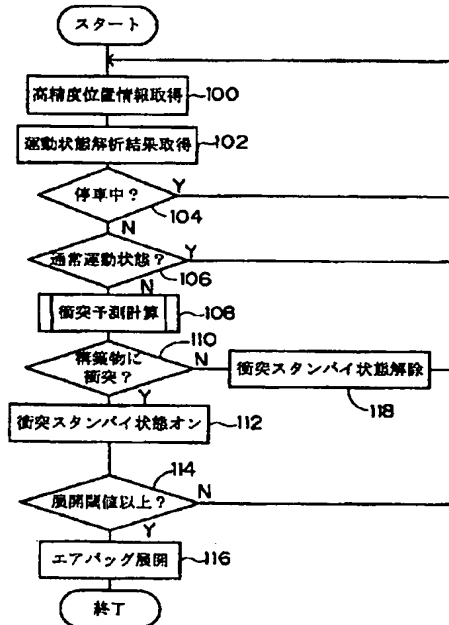 スタート
高精度位置情報取得
100
運動状態解析結果取得
102
停車中?
Y
104
N
通常運動状態?
Y
106
N
衝突予測計算
108
構築物に
衝突?
110
N
Y
衝突スタンバイ状態解除
118
衝突スタンバイ状態オン
112
展開閾値以上?
114
N
Y
エアバッグ展開
116
終了